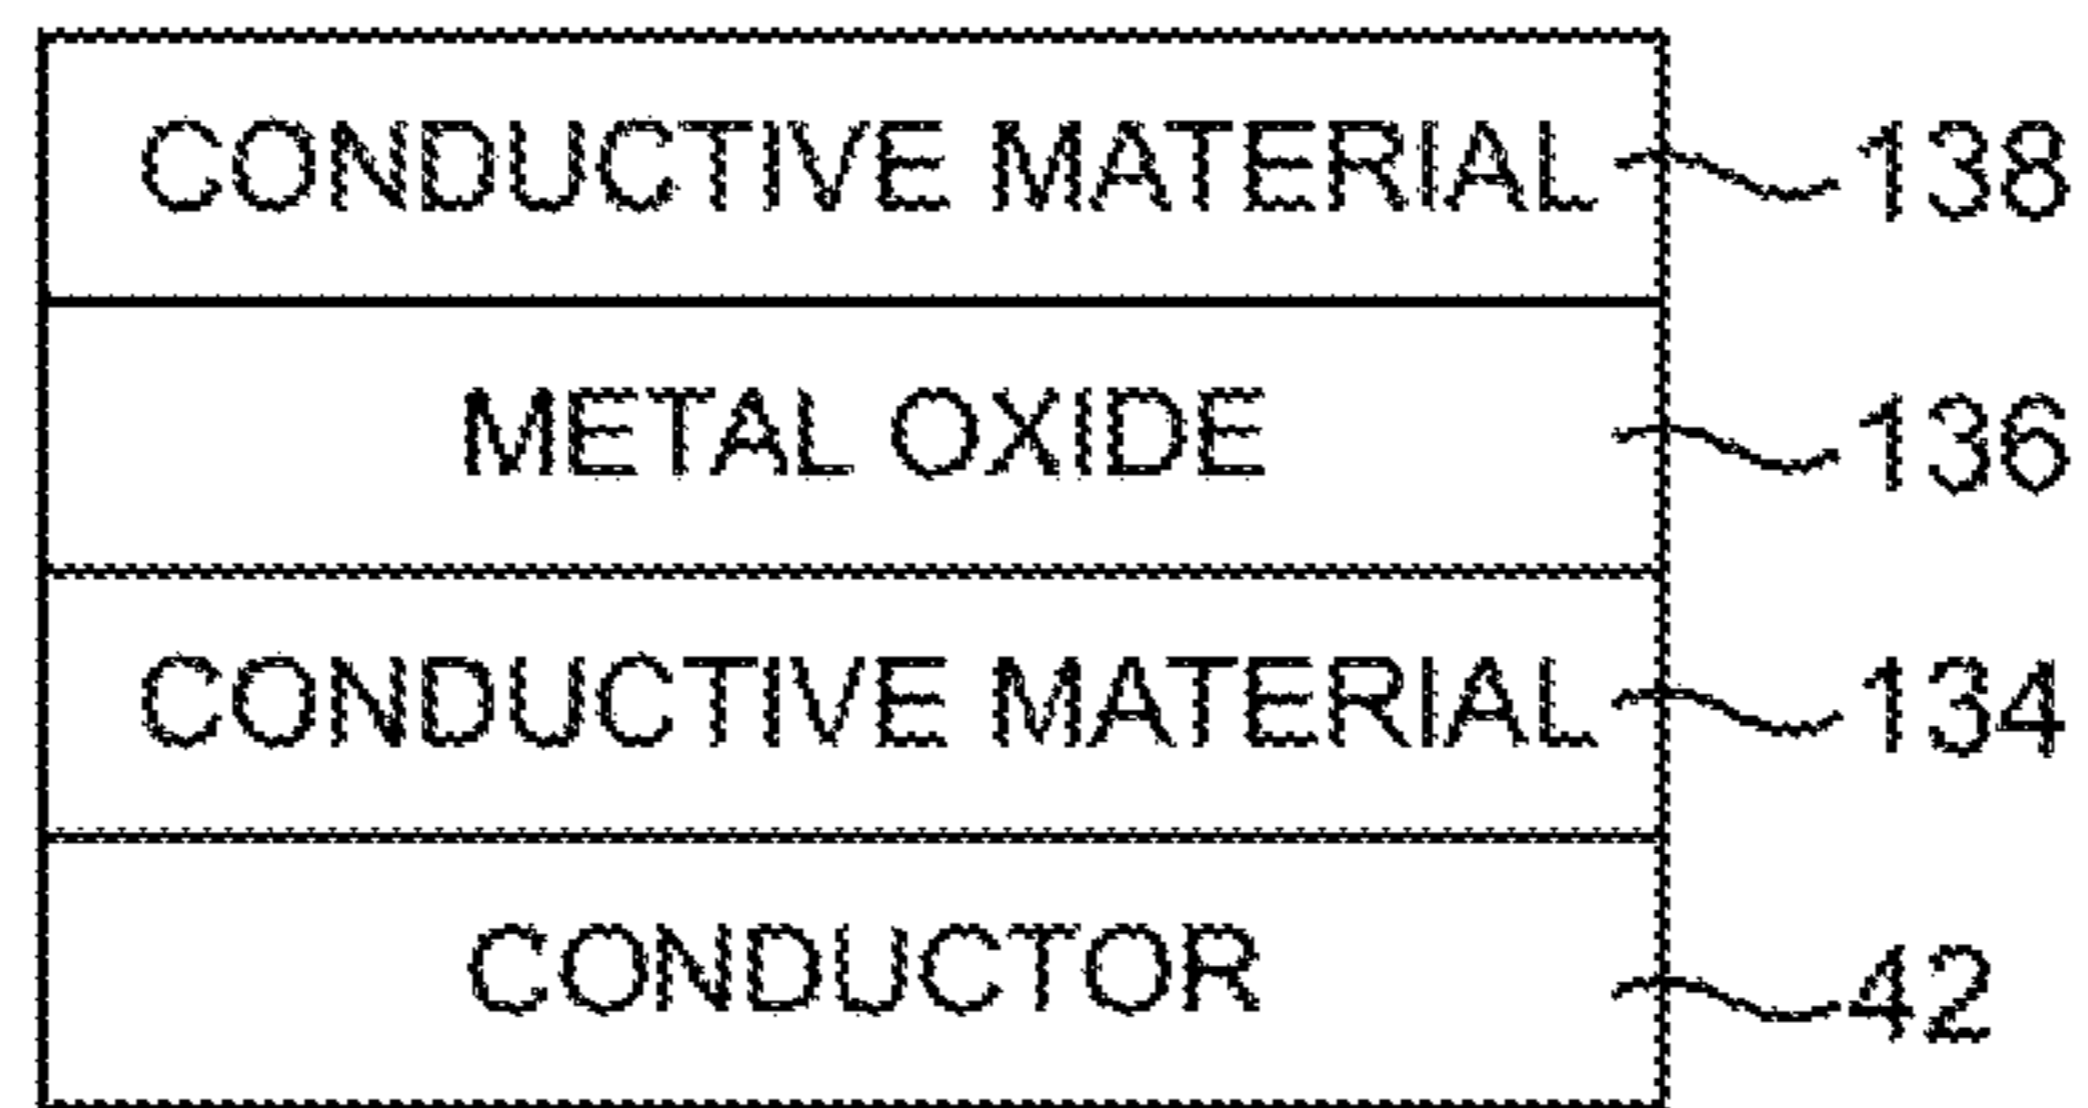 CONDUCTIVE MATERIAL 138
METAL OXIDE 136
CONDUCTIVE MATERIAL 134
CONDUCTOR 42